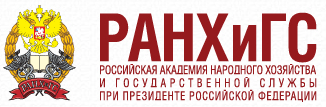 РАНХиГС
РОССИЙСКАЯ АКАДЕМИЯ НАРОДНОГО ХОЗЯЙСТВА
И ГОСУДАРСТВЕННОЙ СЛУЖБЫ
ПРИ ПРЕЗИДЕНТЕ РОССИЙСКОЙ ФЕДЕРАЦИИ